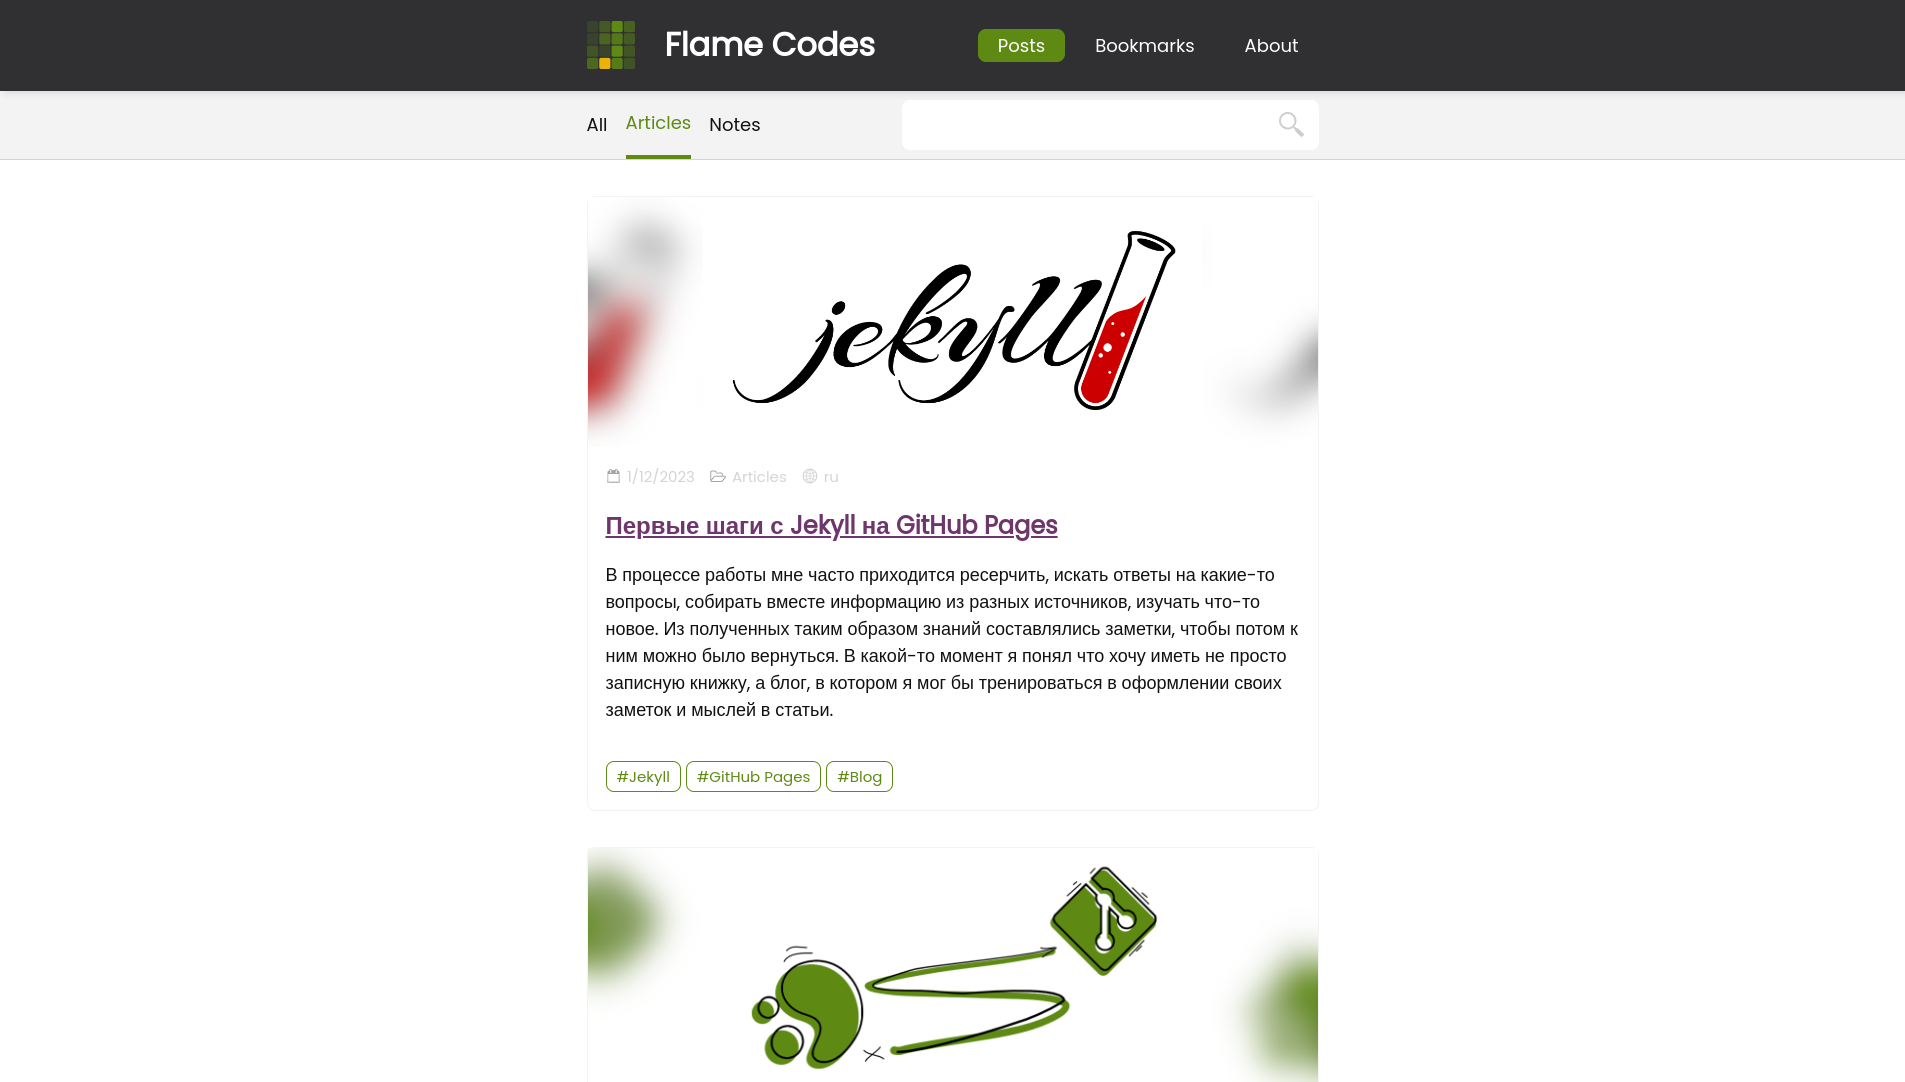 Flame Codes
Posts
Bookmarks
About
All
Articles
Notes
jekyll
1/12/2023
Articles
ru
Первые шаги с Jekyll на GitHub Pages
В процессе работы мне часто приходится ресерчить, искать ответы на какие-то
вопросы, собирать вместе информацию из разных источников, изучать что-то
новое. Из полученных таким образом знаний составлялись заметки, чтобы потом к
ним можно было вернуться. В какой-то момент я понял что хочу иметь не просто
записную книжку, а блог, в котором я мог бы тренироваться в оформлении своих
заметок и мыслей в статьи.
#Jekyll
#GitHub Pages
#Blog